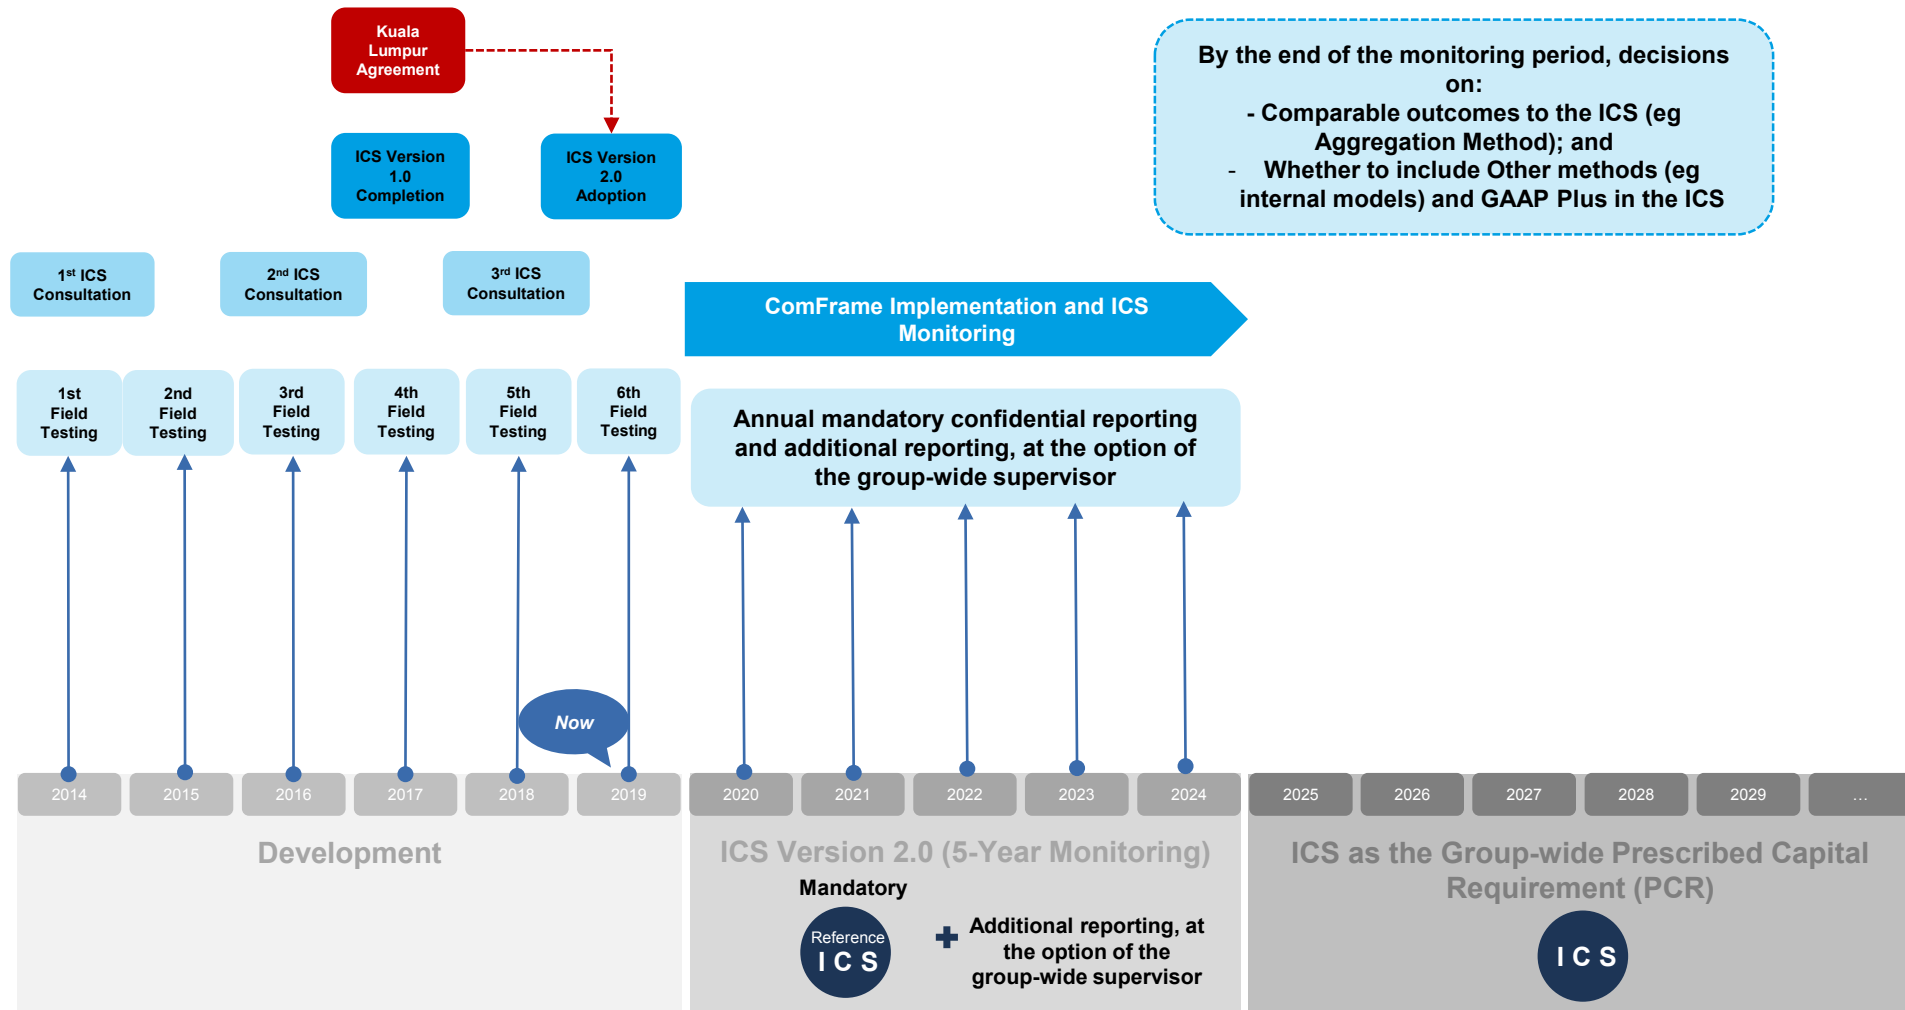 Kuala
Lumpur
Agreement
By the end of the monitoring period, decisions
on:
- Comparable outcomes to the ICS (eg
Aggregation Method); and
- Whether to include Other methods (eg
internal models) and GAAP Plus in the ICS
ICS Version
1.0
Completion
ICS Version
2.0
Adoption
1st ICS
Consultation
2nd ICS
Consultation
3rd ICS
Consultation
ComFrame Implementation and ICS
Monitoring
1st
Field
Testing
2nd
Field
Testing
3rd
Field
Testing
4th
Field
Testing
5th
Field
Testing
6th
Field
Testing
Annual mandatory confidential reporting
and additional reporting, at the option of
the group-wide supervisor
Now
2014
2015
2016
2017
2018
2019
2020
2021
2022
2023
2024
2025
2026
2027
2028
2029
...
Development
ICS Version 2.0 (5-Year Monitoring)
Mandatory
Reference
ICS
Additional reporting, at
the option of the
group-wide supervisor
ICS as the Group-wide Prescribed Capital
Requirement (PCR)
ICS